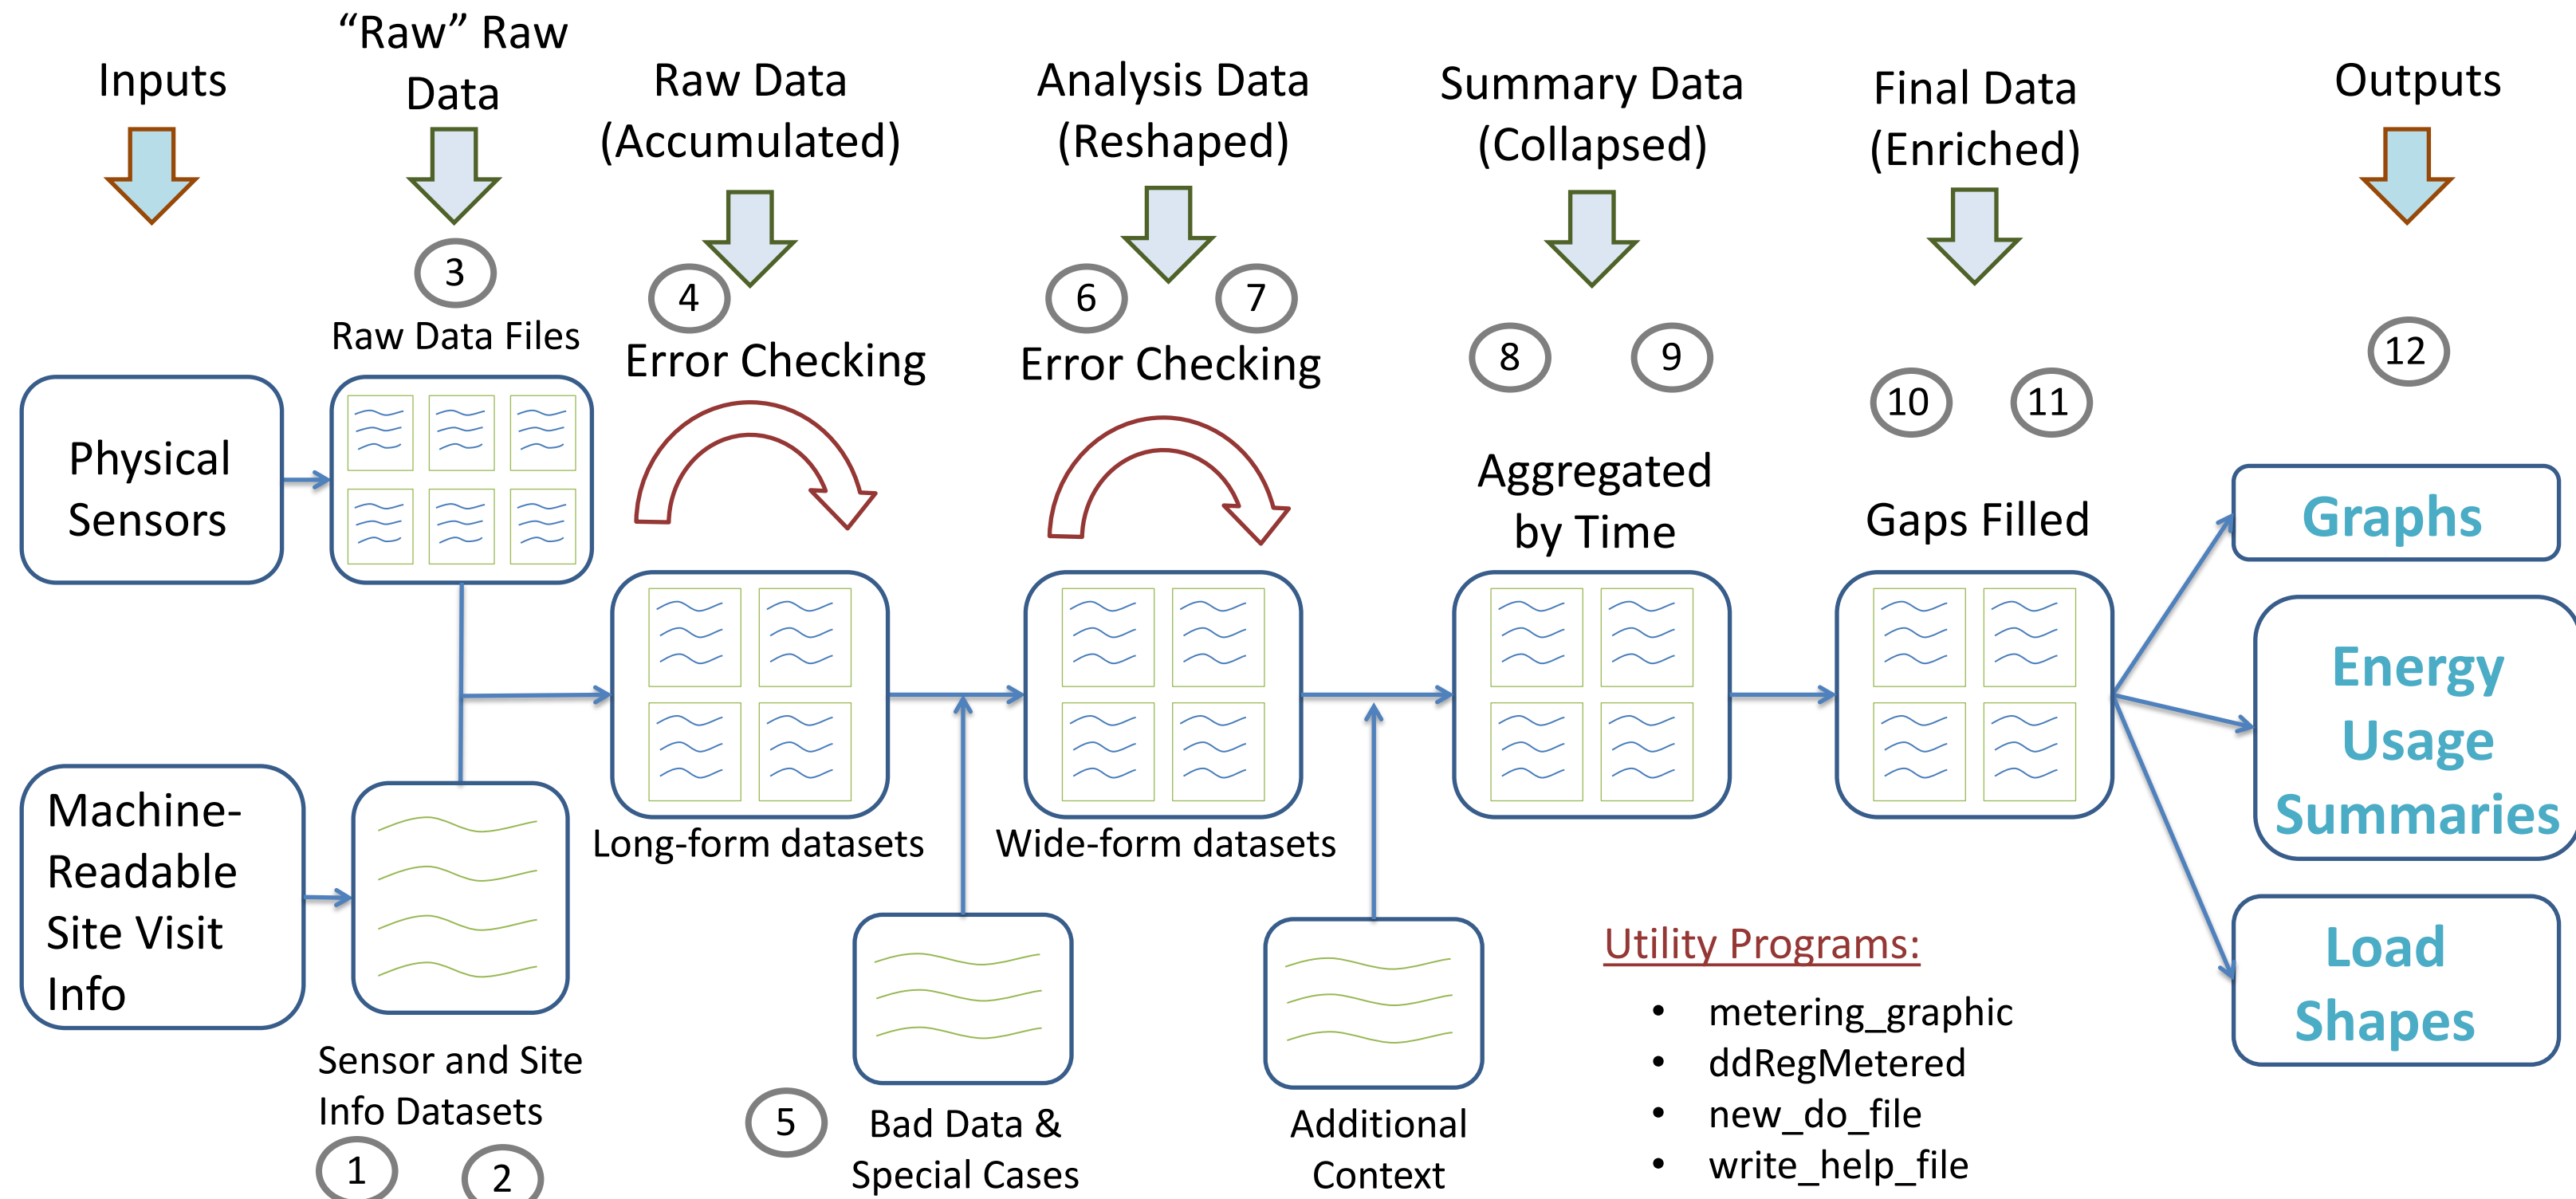 Inputs
“Raw” Raw
Data
Raw Data
(Accumulated)
Analysis Data
(Reshaped)
Summary Data
(Collapsed)
Final Data
(Enriched)
Outputs
3
Raw Data Files
4
Error Checking
6
7
Error Checking
8
9
Aggregated
by Time
10
11
Gaps Filled
12
Physical
Sensors
Machine-
Readable
Site Visit
Info
Sensor and Site
Info Datasets
1
2
Long-form datasets
Wide-form datasets
5
Bad Data &
Special Cases
Additional
Context
Utility Programs:
• metering_graphic
• ddRegMetered
• new_do_file
• write_help_file
Graphs
Energy
Usage
Summaries
Load
Shapes